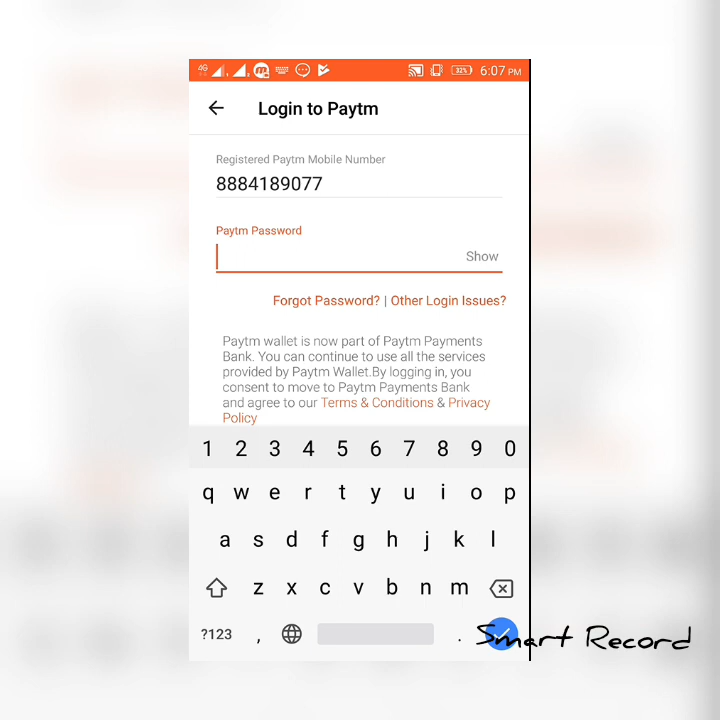 4G 32% 6:07 PM
Login to Paytm
Registered Paytm Mobile Number
8884189077
Paytm Password
Show
Forgot Password? | Other Login Issues?
Paytm wallet is now part of Paytm Payments
Bank. You can continue to use all the services
provided by Paytm Wallet.By logging in, you
consent to move to Paytm Payments Bank
and agree to our Terms & Conditions & Privacy
Policy
1 2 3 4 5 6 7 8 9 0
q w e r t y u i o p
a s d f g h j k l
z x c v b n m
?123 , .
Smart Record